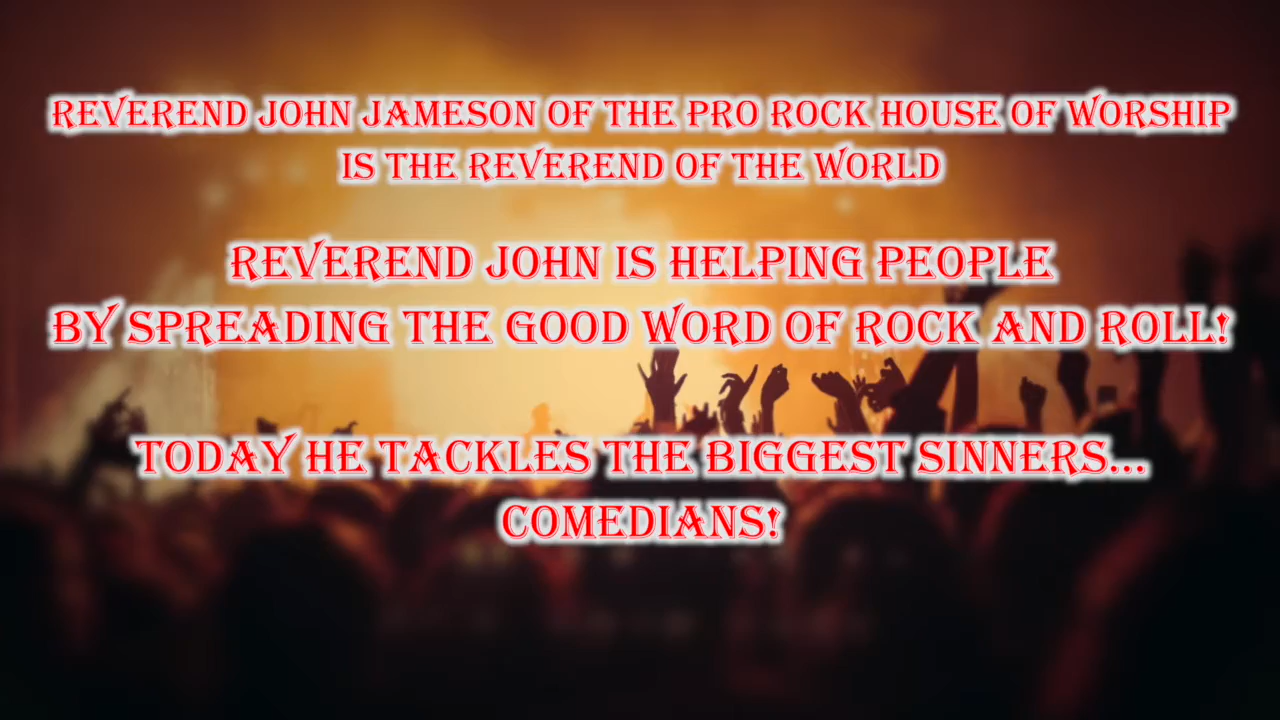 REVEREND JOHN JAMESON OF THE PRO ROCK HOUSE OF WORSHIP
IS THE REVEREND OF THE WORLD
REVEREND JOHN IS HELPING PEOPLE
BY SPREADING THE GOOD WORD OF ROCK AND ROLL!
TODAY HE TACKLES THE BIGGEST SINNERS...
COMEDIANS!